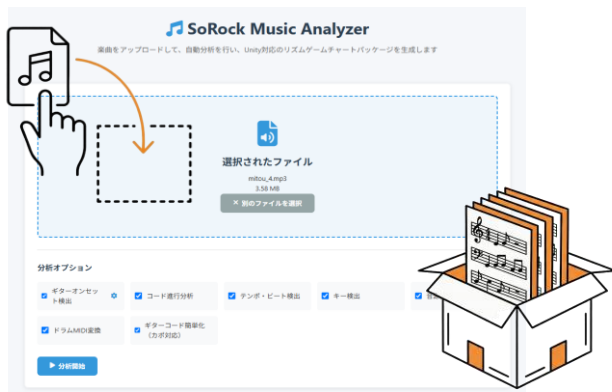 SoRock Music Analyzer
楽曲をアップロードして、自動分析を行い、Unity対応のリズムゲームチャートパッケージを生成します
選択されたファイル
mitou_4.mp3
3.58 MB
× 別のファイルを選択
分析オプション
ギターオンセッ
ト検出
コード進行分析
テンポ・ビート検出
キー検出
ドラムMIDI変換
ギターコード簡単化
（カポ対応）
分析開始